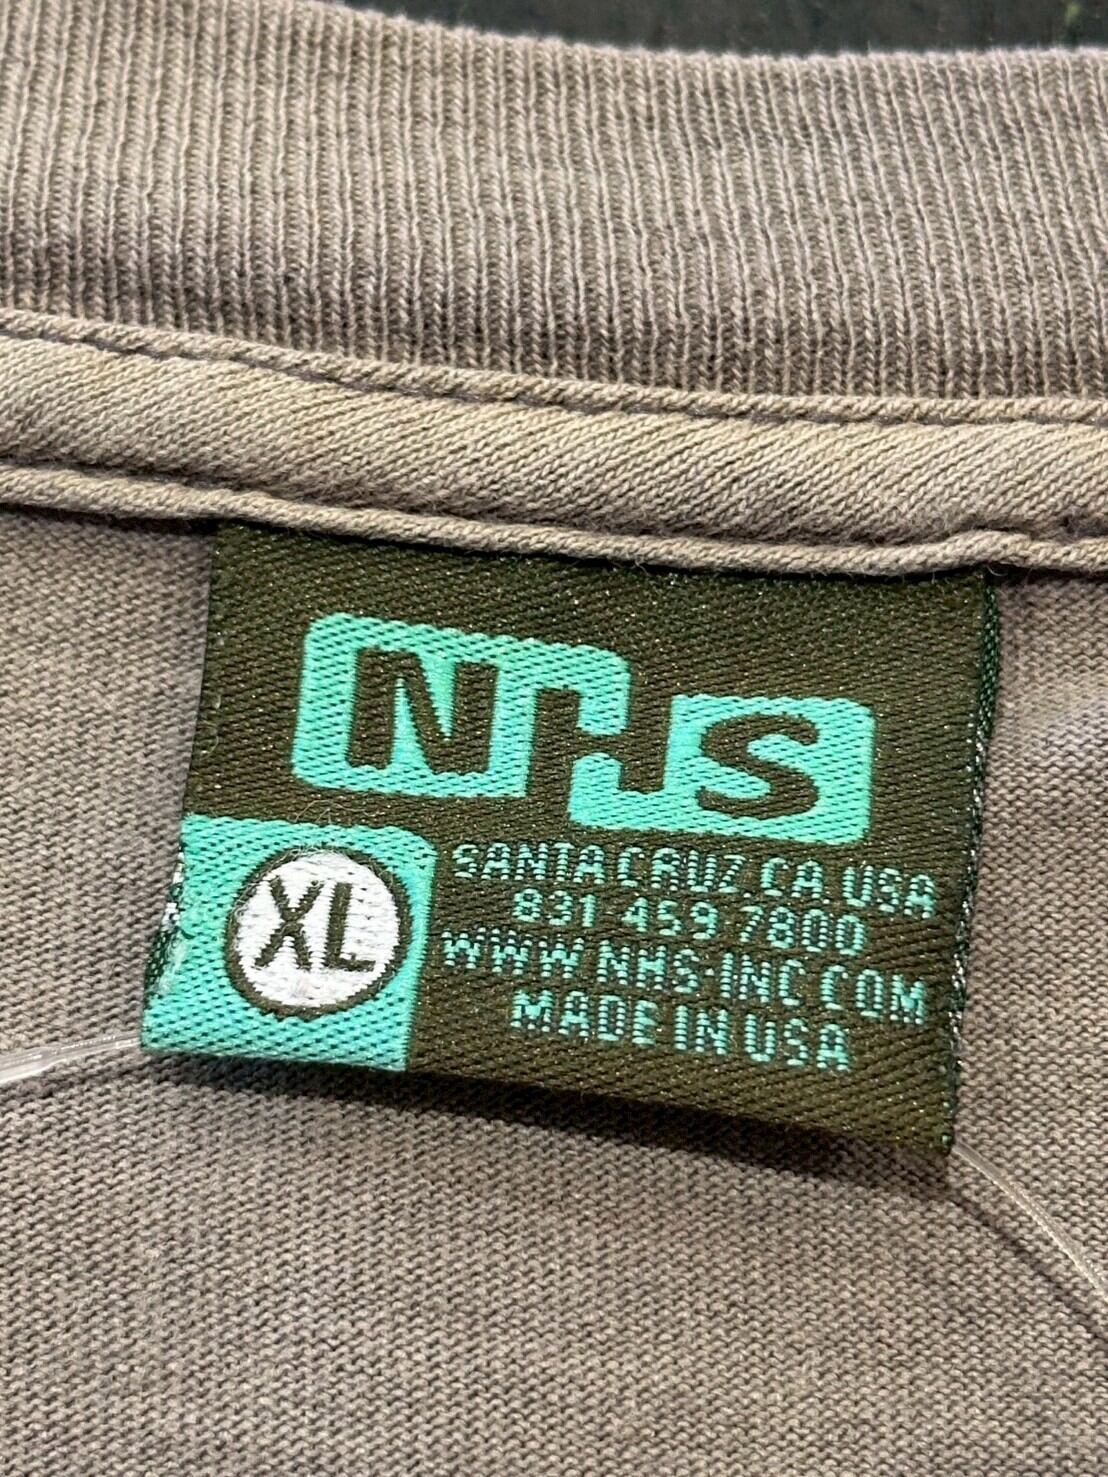 NHS
XL
SANTA CRUZ CA USA
831-459 7800
WWW NHS-INC COM
MADE IN USA